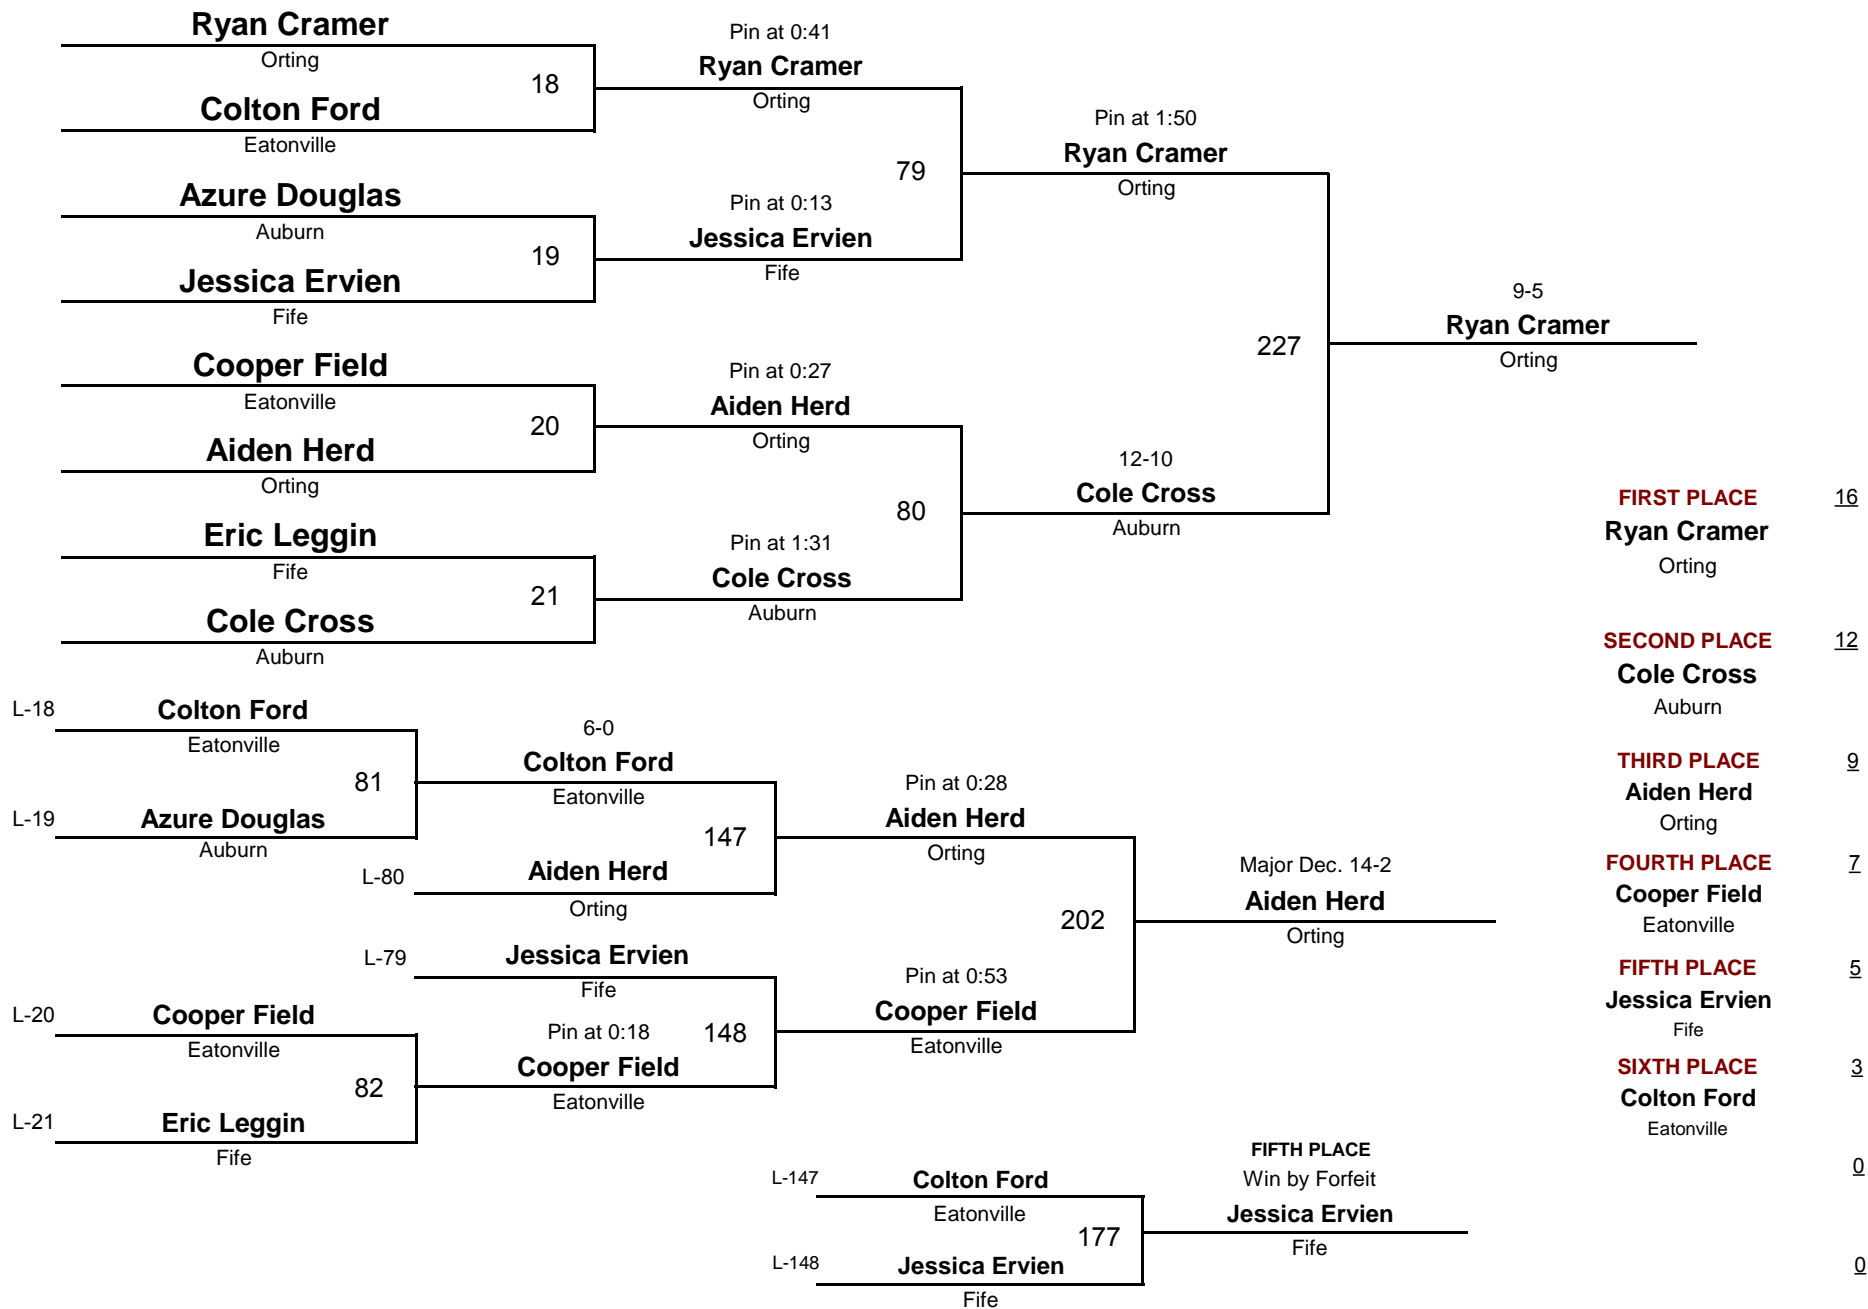 Ryan Cramer
Orting
18
Colton Ford
Eatonville
Azure Douglas
Auburn
19
Jessica Ervien
Fife
Cooper Field
Eatonville
20
Aiden Herd
Orting
Eric Leggin
Fife
21
Cole Cross
Auburn
Pin at 0:41
Ryan Cramer
Orting
79
Pin at 0:13
Jessica Ervien
Fife
Pin at 0:27
Aiden Herd
Orting
80
Pin at 1:31
Cole Cross
Auburn
Pin at 1:50
Ryan Cramer
Orting
227
12-10
Cole Cross
Auburn
9-5
Ryan Cramer
Orting
L-18
Colton Ford
Eatonville
81
L-19
Azure Douglas
Auburn
L-20
Cooper Field
Eatonville
82
L-21
Eric Leggin
Fife
6-0
Colton Ford
Eatonville
147
L-80
Aiden Herd
Orting
L-79
Jessica Ervien
Fife
148
Pin at 0:18
Cooper Field
Eatonville
Pin at 0:28
Aiden Herd
Orting
202
Pin at 0:53
Cooper Field
Eatonville
Major Dec. 14-2
Aiden Herd
Orting
L-147
Colton Ford
Eatonville
177
L-148
Jessica Ervien
Fife
FIFTH PLACE
Win by Forfeit
Jessica Ervien
Fife
FIRST PLACE 16
Ryan Cramer
Orting
SECOND PLACE 12
Cole Cross
Auburn
THIRD PLACE 9
Aiden Herd
Orting
FOURTH PLACE 7
Cooper Field
Eatonville
FIFTH PLACE 5
Jessica Ervien
Fife
SIXTH PLACE 3
Colton Ford
Eatonville
0
0